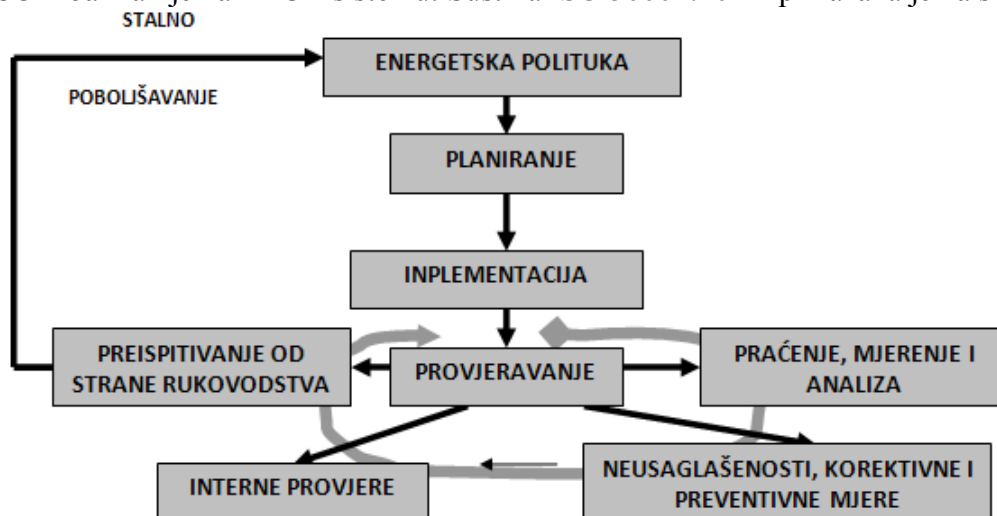 STALNO
ENERGETSKA POLITUKA
POBOLJŠAVANJE
PLANIRANJE
INPLEMENTACIJA
PREISPITIVANJE OD
STRANE RUKOVODSTVA
PROVJERAVANJE
PRAĆENJE, MJERENJE I
ANALIZA
INTERNE PROVJERE
NEUSAGLAŠENOSTI, KOREKTIVNE I
PREVENTIVNE MJERE